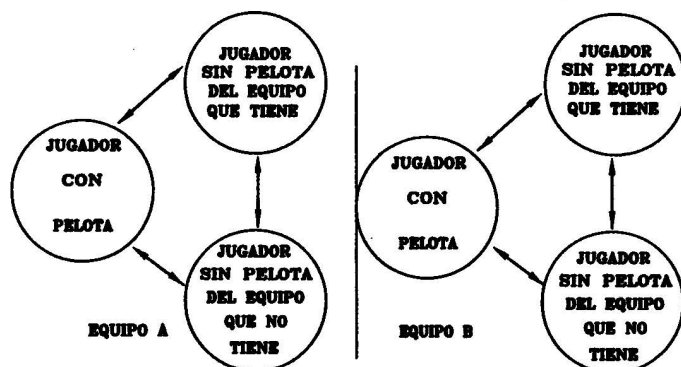 JUGADOR
SIN PELOTA
DEL EQUIPO
QUE TIENE
JUGADOR
CON
PELOTA
JUGADOR
SIN PELOTA
DEL EQUIPO
QUE NO
TIENE
EQUIPO A
JUGADOR
SIN PELOTA
DEL EQUIPO
QUE TIENE
JUGADOR
CON
PELOTA
JUGADOR
SIN PELOTA
DEL EQUIPO
QUE NO
TIENE
EQUIPO B